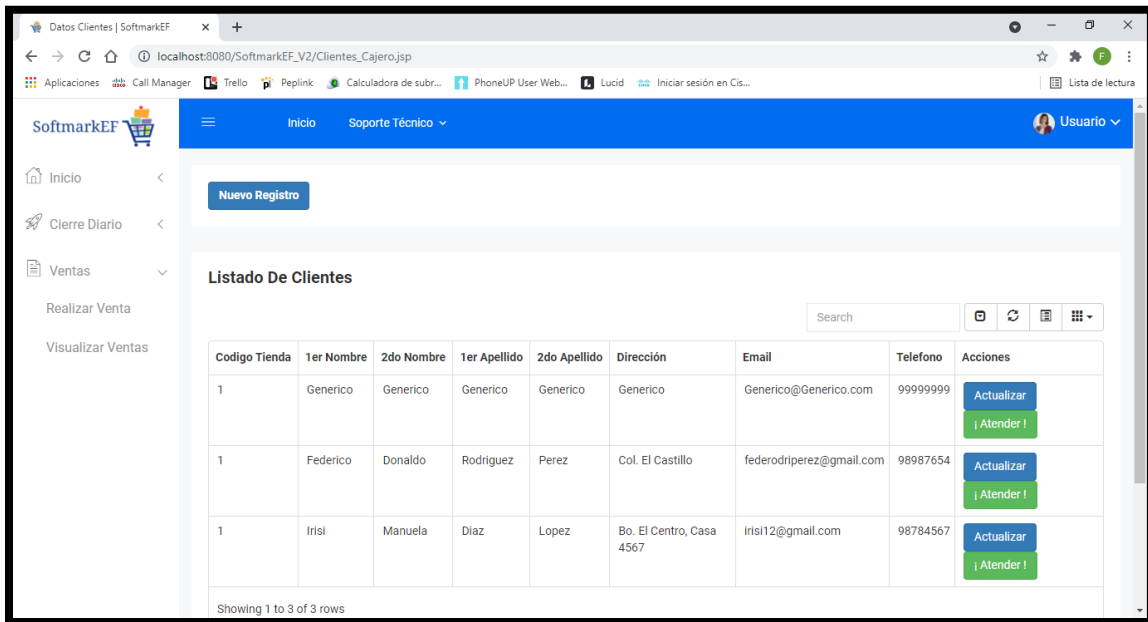 Datos Clientes | SoftmarkEF
localhost:8080/SoftmarkEF_V2/Clientes_Cajero.jsp
F
Aplicaciones Call Manager Trello Peplink Calculadora de subr... PhoneUP User Web... Lucid Iniciar sesión en Cis... Lista de lectura
SoftmarkEF
Inicio Soporte Técnico Usuario
Inicio
Cierre Diario
Ventas
Realizar Venta
Visualizar Ventas
Nuevo Registro
Listado De Clientes
Search
Codigo Tienda 1er Nombre 2do Nombre 1er Apellido 2do Apellido Dirección Email Telefono Acciones
1 Generico Generico Generico Generico Generico Generico@Generico.com 99999999 Actualizar
¡ Atender !
1 Federico Donaldo Rodriguez Perez Col. El Castillo federodriperez@gmail.com 98987654 Actualizar
¡ Atender !
1 Irisi Manuela Diaz Lopez Bo. El Centro, Casa irisi12@gmail.com 98784567 Actualizar
4567
¡ Atender !
Showing 1 to 3 of 3 rows